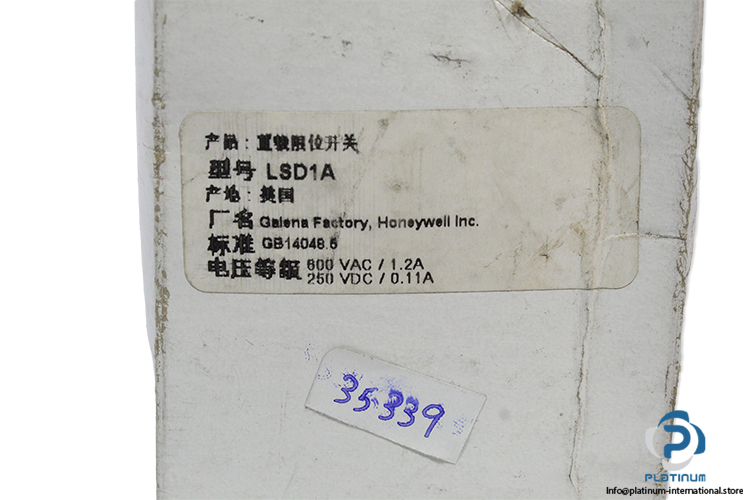 产品：重载限位开关
型号 LSD1A
产地：美国
厂名 Galena Factory, Honeywell Inc.
标准 GB14048.5
电压等级 600 VAC / 1.2A
250 VDC / 0.11A
35339
PLATINUM
Info@platinum-international.store